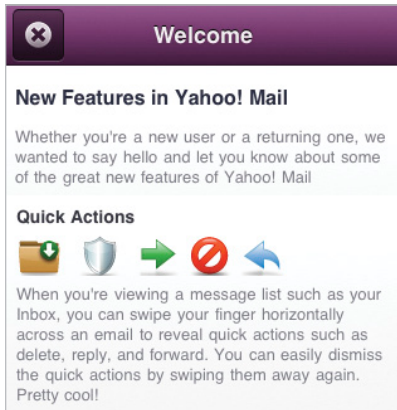 Welcome
New Features in Yahoo! Mail
Whether you're a new user or a returning one, we
wanted to say hello and let you know about some
of the great new features of Yahoo! Mail
Quick Actions
When you're viewing a message list such as your
Inbox, you can swipe your finger horizontally
across an email to reveal quick actions such as
delete, reply, and forward. You can easily dismiss
the quick actions by swiping them away again.
Pretty cool!